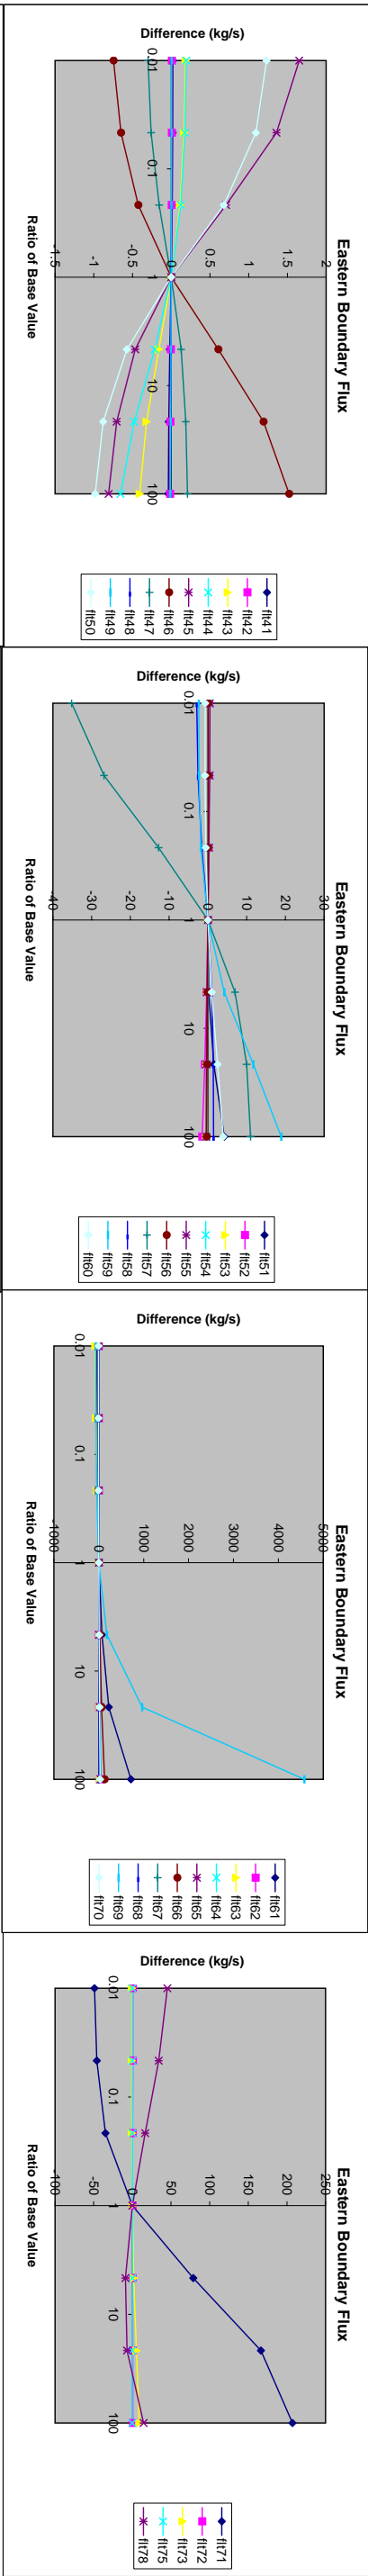 Eastern Boundary Flux
Difference (kg/s)
2
1.5
1
0.5
0
-0.5
-1
-1.5
0.01
0.1
1
10
100
Ratio of Base Value
flt41
flt42
flt43
flt44
flt45
flt46
flt47
flt48
flt49
flt50
Eastern Boundary Flux
Difference (kg/s)
30
20
10
0
-10
-20
-30
-40
0.01
0.1
1
10
100
Ratio of Base Value
flt51
flt52
flt53
flt54
flt55
flt56
flt57
flt58
flt59
flt60
Eastern Boundary Flux
Difference (kg/s)
5000
4000
3000
2000
1000
0
-1000
0.01
0.1
1
10
100
Ratio of Base Value
flt61
flt62
flt63
flt64
flt65
flt66
flt67
flt68
flt69
flt70
Eastern Boundary Flux
Difference (kg/s)
250
200
150
100
50
0
-50
-100
0.01
0.1
1
10
100
Ratio of Base Value
flt71
flt72
flt73
flt75
flt78